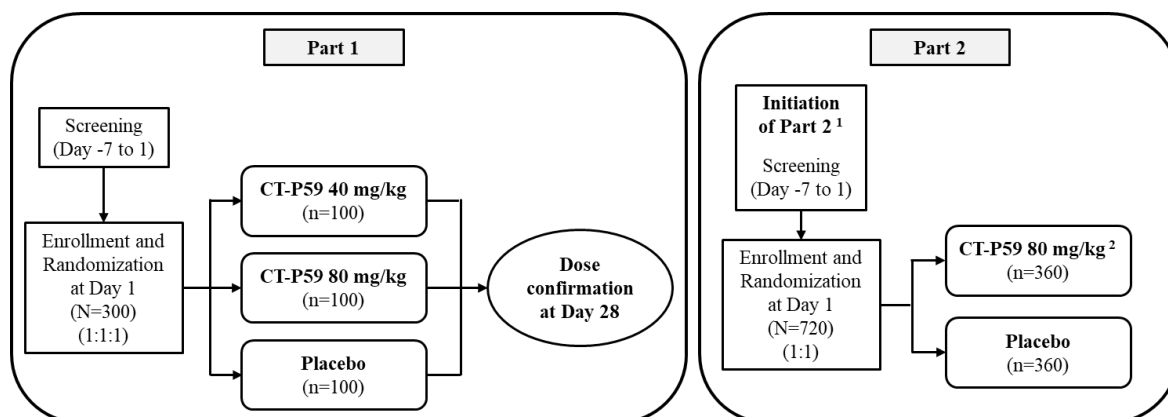 Part 1
Screening
(Day -7 to 1)
Enrollment and
Randomization
at Day 1
(N=300)
(1:1:1)
CT-P59 40 mg/kg
(n=100)
CT-P59 80 mg/kg
(n=100)
Placebo
(n=100)
Dose
confirmation
at Day 28
Part 2
Initiation
of Part 2 ¹
Screening
(Day -7 to 1)
Enrollment and
Randomization
at Day 1
(N=720)
(1:1)
CT-P59 80 mg/kg ²
(n=360)
Placebo
(n=360)